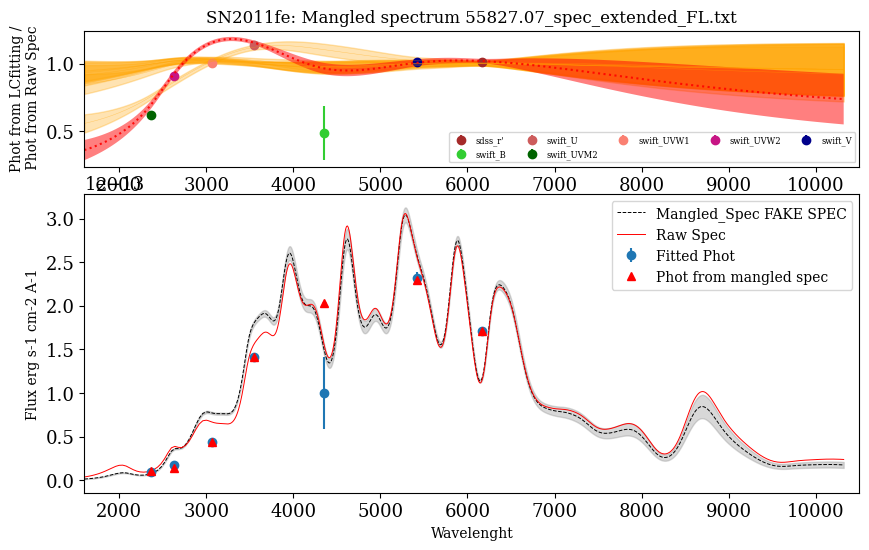 SN2011fe: Mangled spectrum 55827.07_spec_extended_FL.txt
Phot from LCfitting /
Phot from Raw Spec
1.0
0.5
sdss_r' swift_U swift_UVW1 swift_UVW2 swift_V
swift_B swift_UVM2
2000 3000 4000 5000 6000 7000 8000 9000 10000
1e−13
Flux erg s-1 cm-2 A-1
3.0
2.5
2.0
1.5
1.0
0.5
0.0
Mangled_Spec FAKE SPEC
Raw Spec
Fitted Phot
Phot from mangled spec
2000 3000 4000 5000 6000 7000 8000 9000 10000
Wavelenght